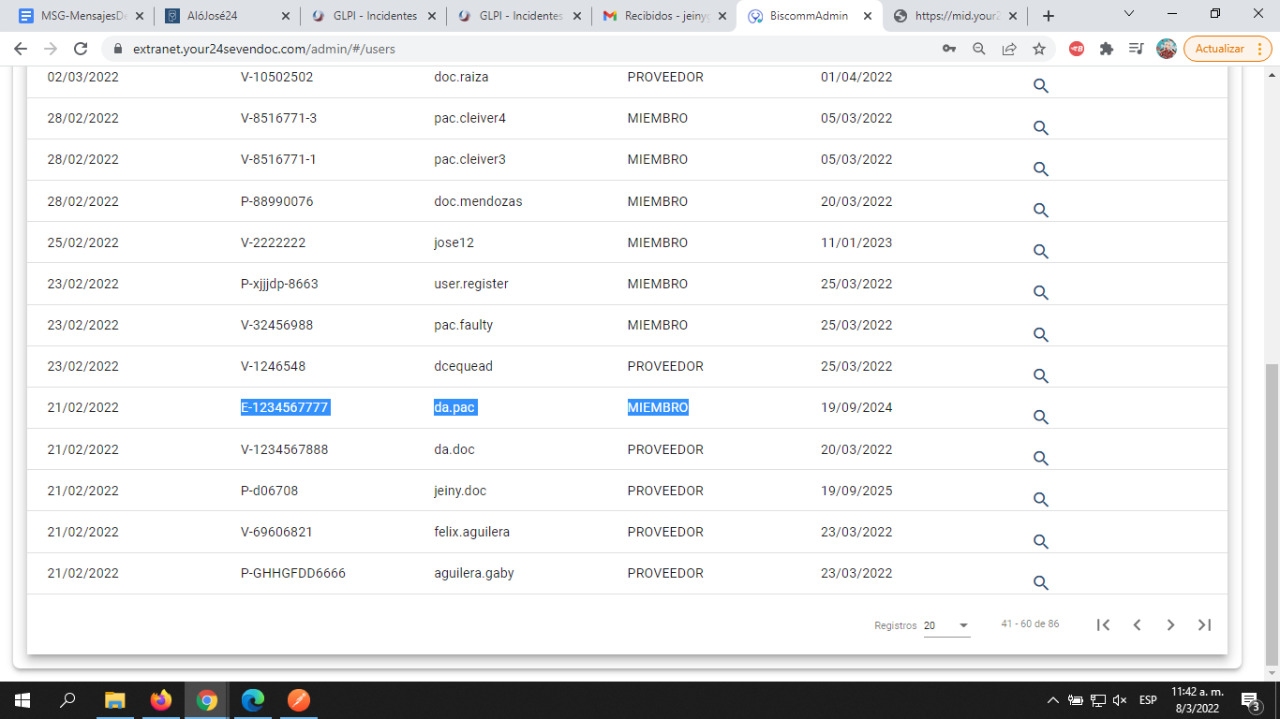 MSG-MensajesDe
AlóJosé24
GLPI - Incidentes
GLPI - Incidentes
Recibidos - jeinyg
BiscommAdmin
https://mid.your2
extranet.your24sevendoc.com/admin/#/users
Actualizar
02/03/2022 V-10502502 doc.raiza PROVEEDOR 01/04/2022
28/02/2022 V-8516771-3 pac.cleiver4 MIEMBRO 05/03/2022
28/02/2022 V-8516771-1 pac.cleiver3 MIEMBRO 05/03/2022
28/02/2022 P-88990076 doc.mendozas MIEMBRO 20/03/2022
25/02/2022 V-2222222 jose12 MIEMBRO 11/01/2023
23/02/2022 P-xjjjdp-8663 user.register MIEMBRO 25/03/2022
23/02/2022 V-32456988 pac.faulty MIEMBRO 25/03/2022
23/02/2022 V-1246548 dcequead PROVEEDOR 25/03/2022
21/02/2022 E-1234567777 da.pac MIEMBRO 19/09/2024
21/02/2022 V-1234567888 da.doc PROVEEDOR 20/03/2022
21/02/2022 P-d06708 jeiny.doc PROVEEDOR 19/09/2025
21/02/2022 V-69606821 felix.aguilera PROVEEDOR 23/03/2022
21/02/2022 P-GHHGFDD6666 aguilera.gaby PROVEEDOR 23/03/2022
Registros 20 41 - 60 de 86
ESP
11:42 a. m.
8/3/2022
3